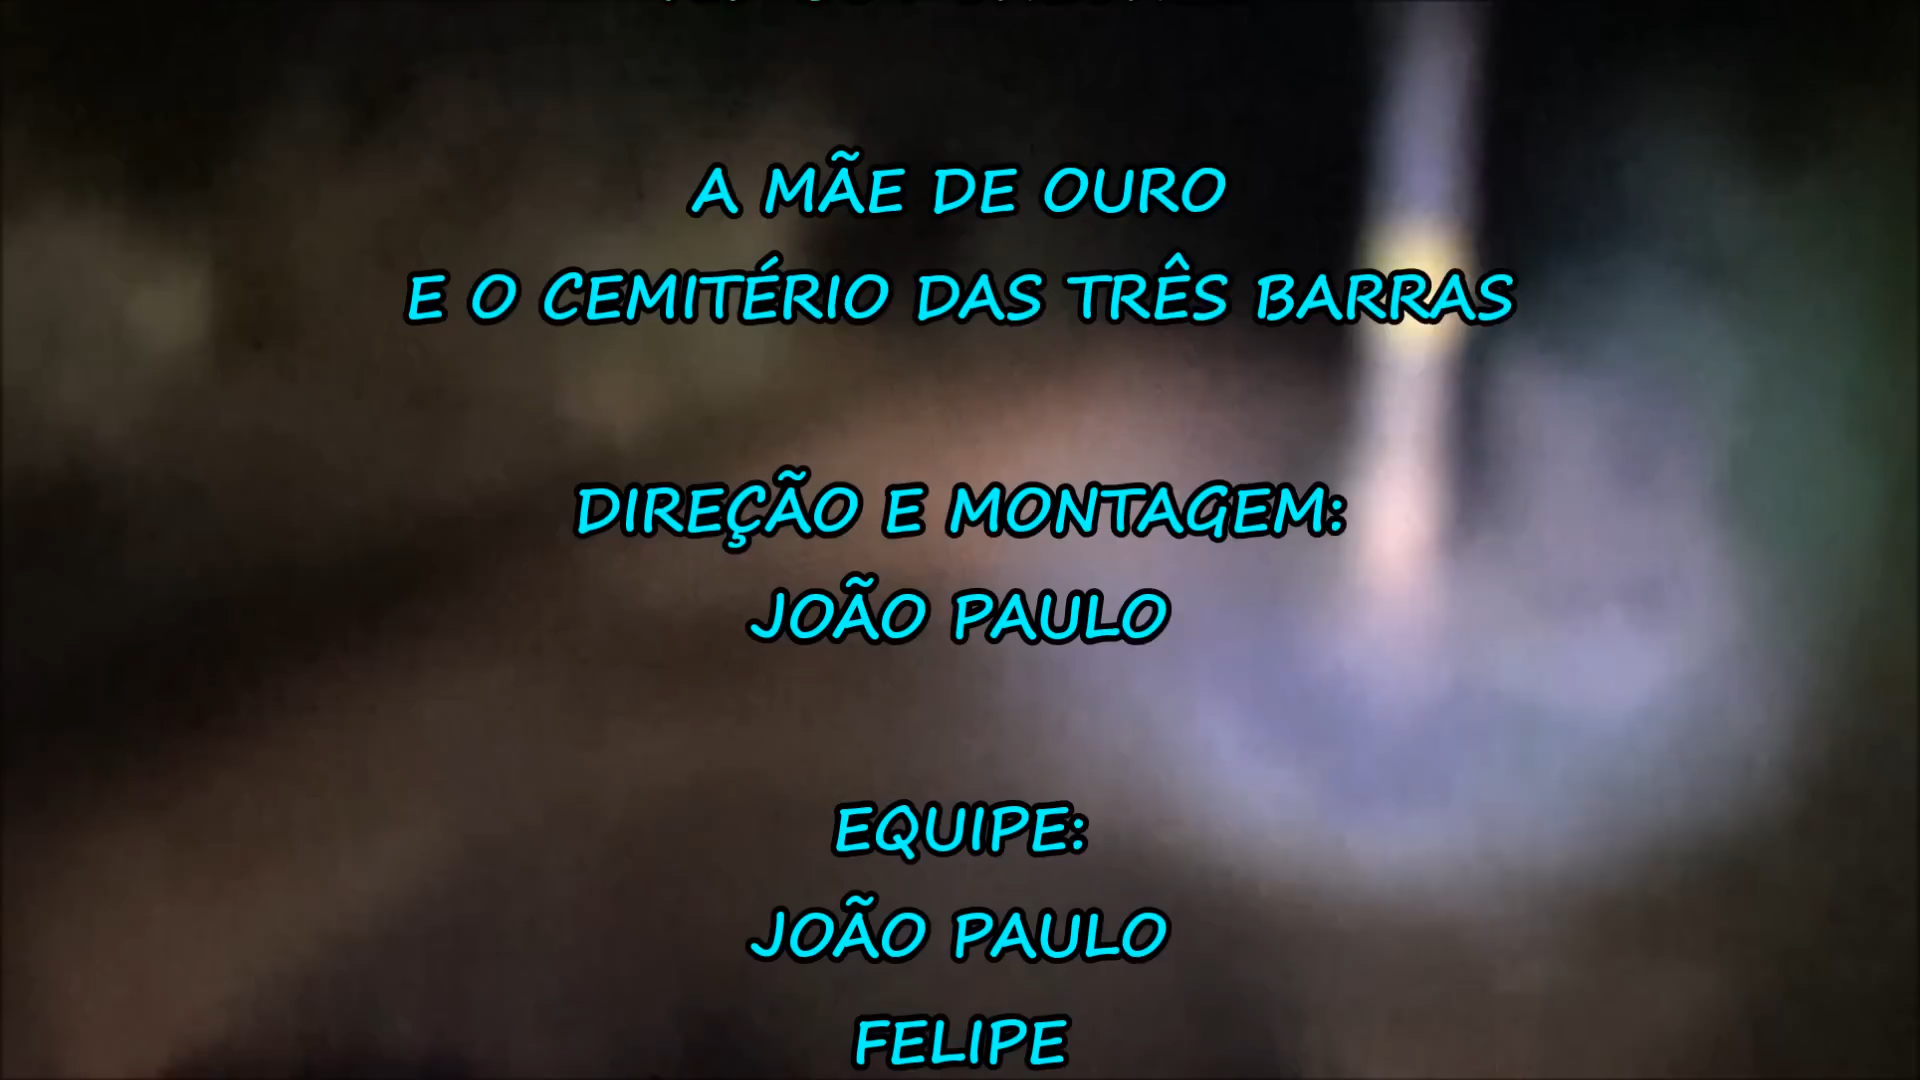 A MÃE DE OURO
E O CEMITÉRIO DAS TRÊS BARRAS
DIREÇÃO E MONTAGEM:
JOÃO PAULO
EQUIPE:
JOÃO PAULO
FELIPE